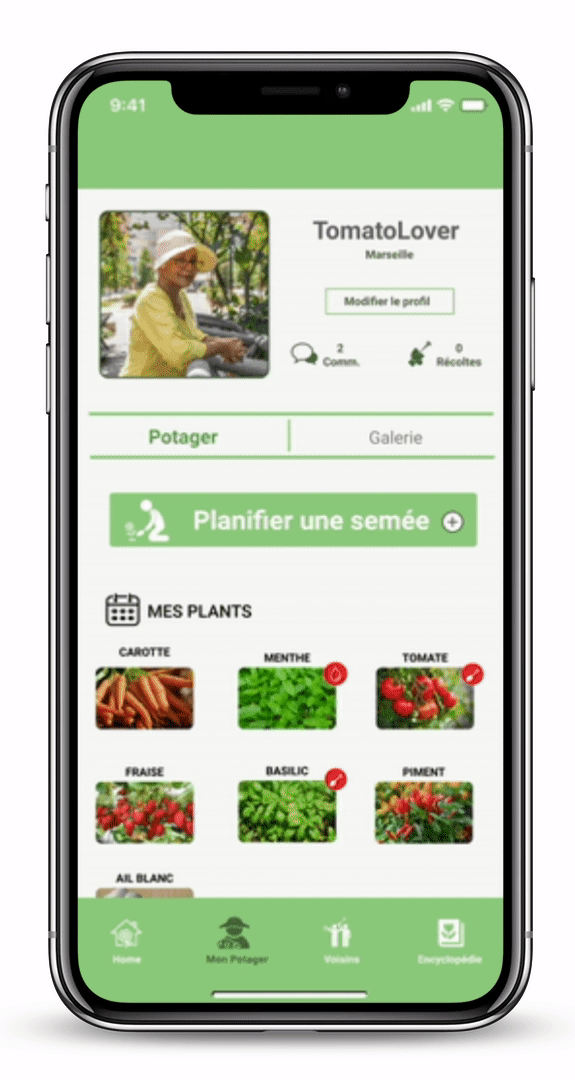 9:41
TomatoLover
Marseille
Modifier le profil
2
Comm.
0
Récoltes
Potager
Galerie
Planifier une semée
MES PLANTS
CAROTTE
MENTHE
TOMATE
FRAISE
BASILIC
PIMENT
AIL BLANC
Home
Mon Potager
Voisins
Encyclopédie